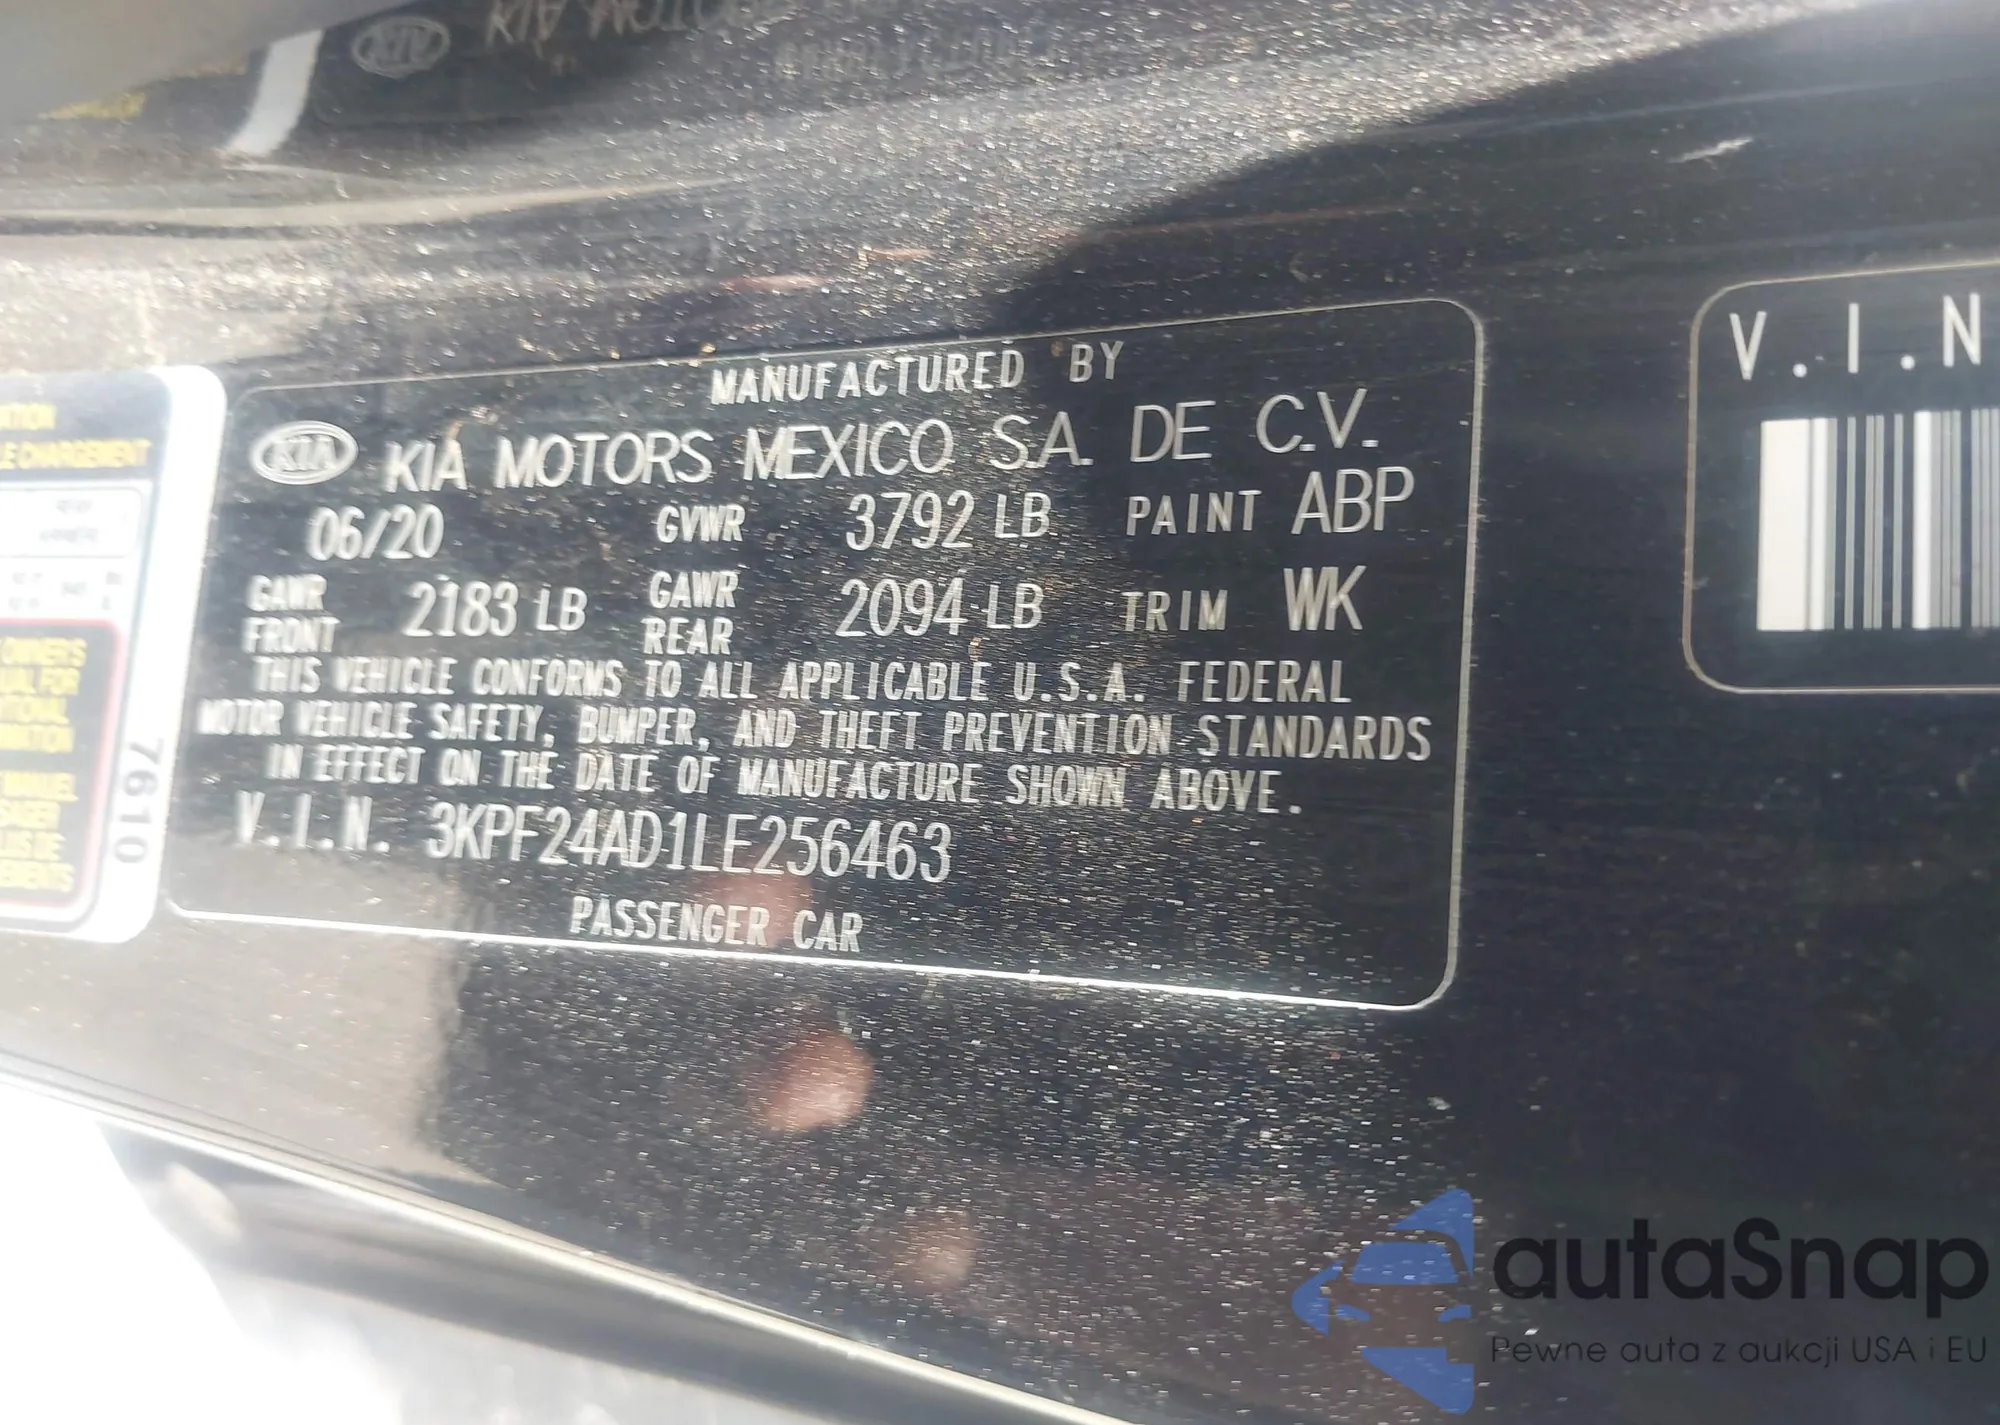 MANUFACTURED BY
KIA KIA MOTORS MEXICO S.A. DE C.V.
06/20 GVWR 3792 LB PAINT ABP
GAWR FRONT 2183 LB GAWR REAR 2094 LB TRIM WK
THIS VEHICLE CONFORMS TO ALL APPLICABLE U.S.A. FEDERAL
MOTOR VEHICLE SAFETY, BUMPER, AND THEFT PREVENTION STANDARDS
IN EFFECT ON THE DATE OF MANUFACTURE SHOWN ABOVE.
V.I.N. 3KPF24AD1LE256463
PASSENGER CAR
V.I.N
7610
autaSnap
Pewne auta z aukcji USA i EU